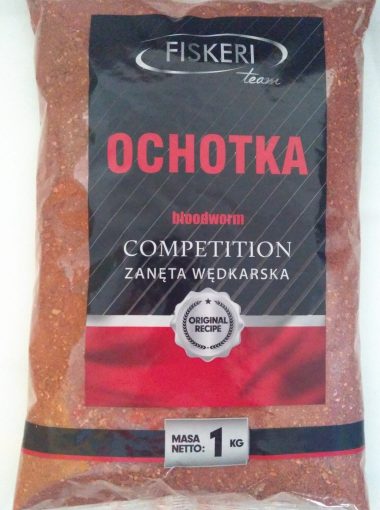 FISKERI
team
OCHOTKA
bloodworm
COMPETITION
ZANĘTA WĘDKARSKA
ORIGINAL
RECIPE
MASA
NETTO: 1 KG